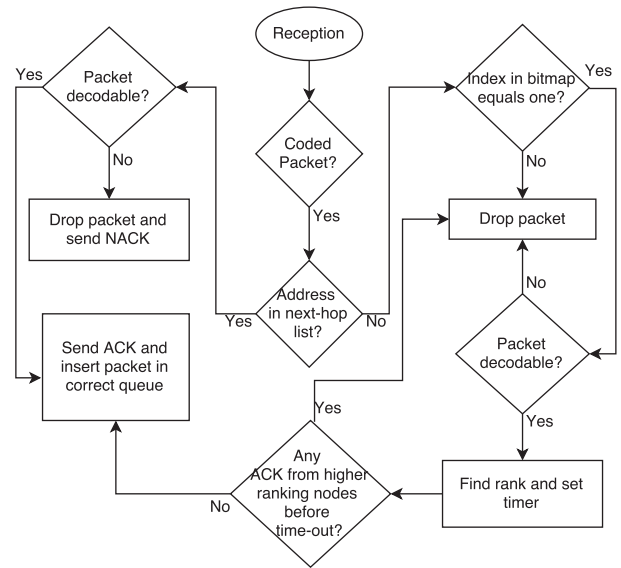 Reception
Yes
Packet
decodable?
Index in bitmap
equals one?
Yes
Coded
Packet?
No
No
Drop packet and
send NACK
Yes
Drop packet
Address
in next-hop
list?
Yes
No
No
Send ACK and
insert packet in
correct queue
Packet
decodable?
Yes
Yes
Any
ACK from higher
ranking nodes
before
time-out?
No
Find rank and set
timer